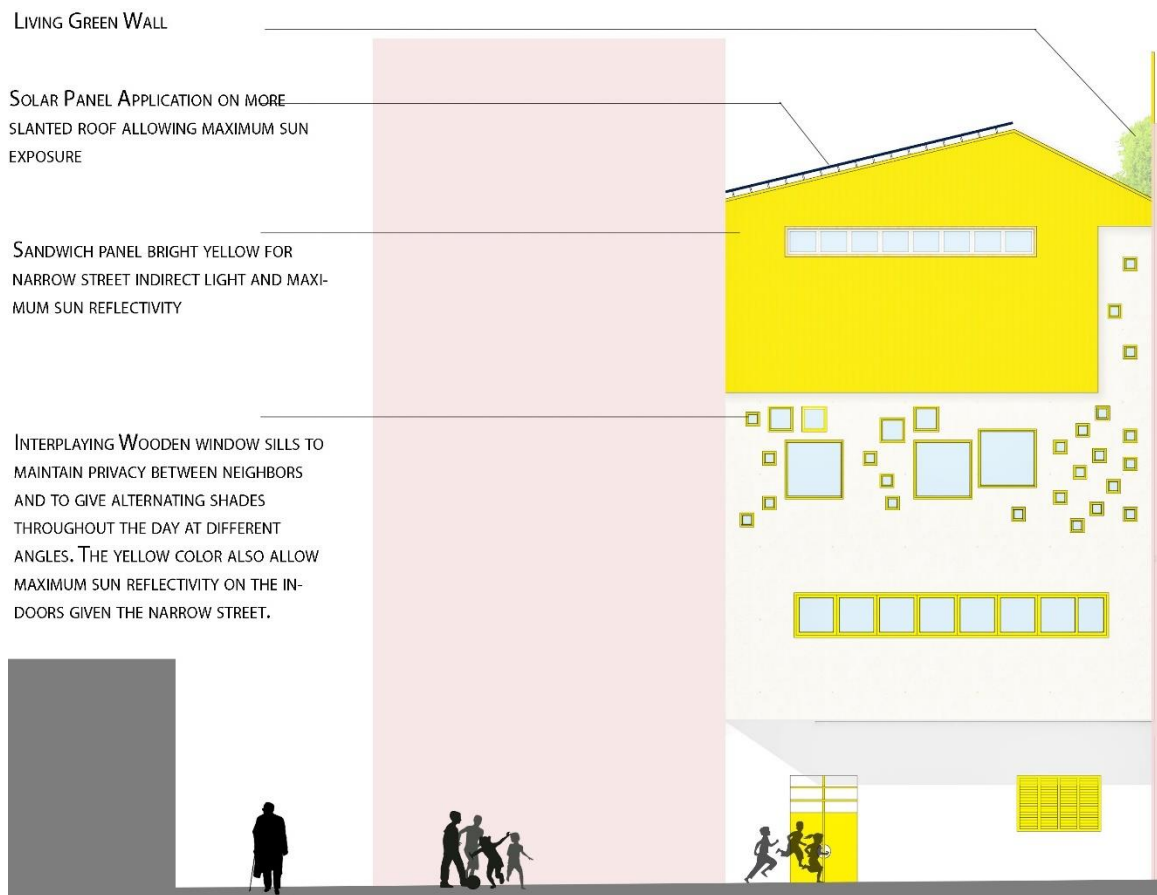 Living Green Wall
Solar Panel Application on more
slanted roof allowing maximum sun
exposure
Sandwich panel bright yellow for
narrow street indirect light and maxi-
mum sun reflectivity
Interplaying Wooden window sills to
maintain privacy between neighbors
and to give alternating shades
throughout the day at different
angles. The yellow color also allow
maximum sun reflectivity on the in-
doors given the narrow street.